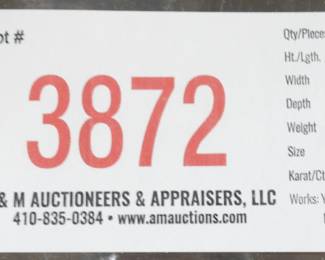 ot #
3872
& M AUCTIONEERS & APPRAISERS, LLC
410-835-0384 • www.amauctions.com
Qty/Pieces
Ht./Lgth.
Width
Depth
Weight
Size
Karat/Ct
Works: Y